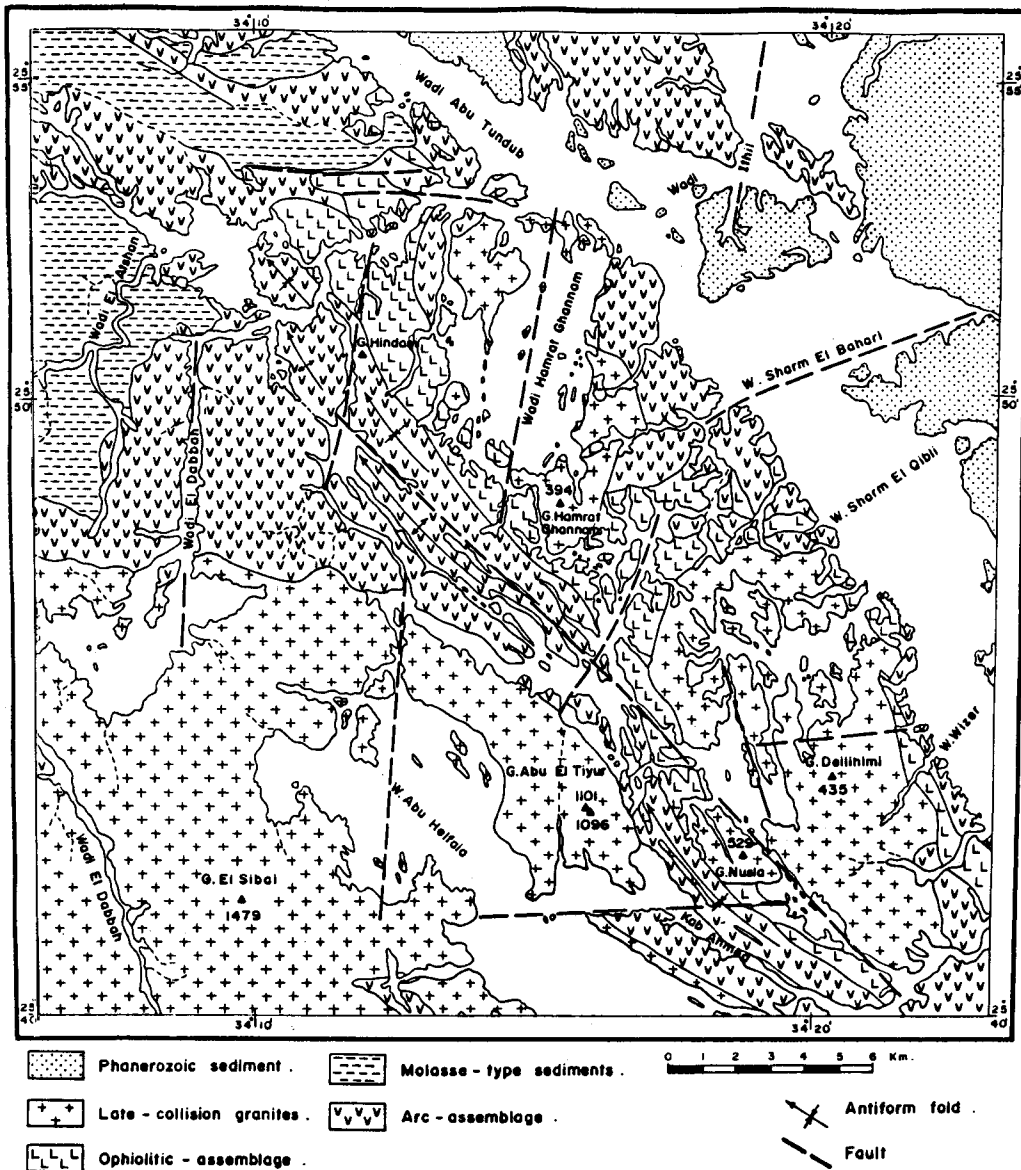 34° 10'
34° 20'
25° 55'
25° 55'
Wadi Abu Tundub
Wadi
Ithil
Wadi El Arehan
G. Hindosi
Wadi Hamrat Ghannam
W. Sharm El Bahari
50'
25° 50'
Wadi El Dabbah
394
G. Hamrat Ghannam
W. Sharm El Qibli
W. Wizer
G. Delihimi
435
G. Abu El Tiyur
1101
1096
W. Abu Helfaia
529
G. Nusla
G. El Sibai
1479
Wadi El Dabbah
Kab Ahmed
25° 40'
25° 40'
34° 10'
34° 20'
Phanerozoic sediment .
Molasse - type sediments .
0 1 2 3 4 5 6 Km.
Late - collision granites .
Arc - assemblage .
Antiform fold .
Ophiolitic - assemblage .
Fault